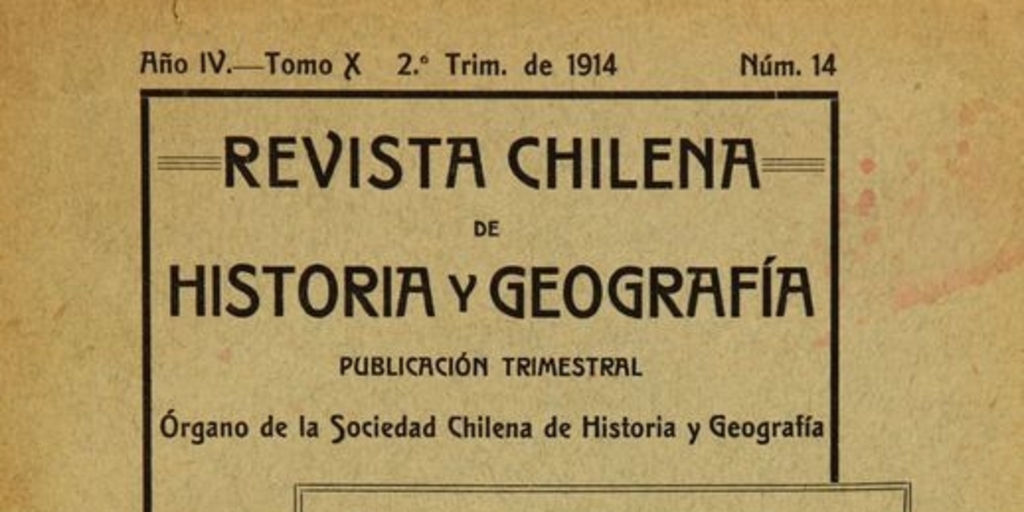 Año IV.—Tomo X 2.° Trim. de 1914 Núm. 14
REVISTA CHILENA
DE
HISTORIA y GEOGRAFÍA
PUBLICACIÓN TRIMESTRAL
Órgano de la Sociedad Chilena de Historia y Geografía